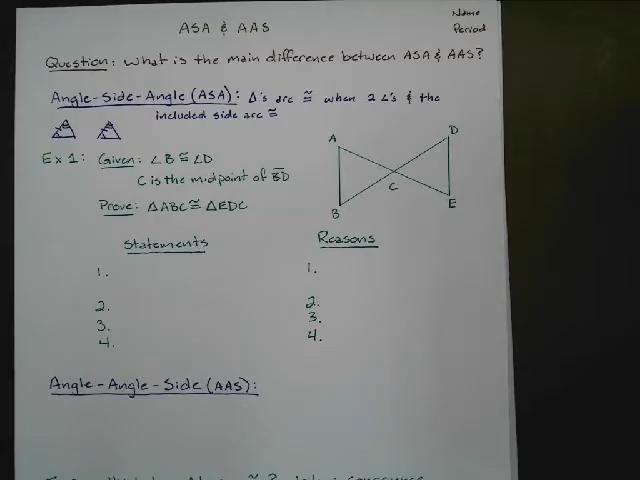 Name
ASA & AAS
Period
Question: What is the main difference between ASA & AAS?
Angle-Side-Angle (ASA): Δ's are ≅ when 2 ∠'s & the
included side are ≅
Ex 1: Given: ∠B ≅ ∠D
C is the midpoint of BD
Prove: ΔABC ≅ ΔEDC
A
D
C
B
E
Statements
Reasons
1.
1.
2.
2.
3.
3.
4.
4.
Angle-Angle-Side (AAS):